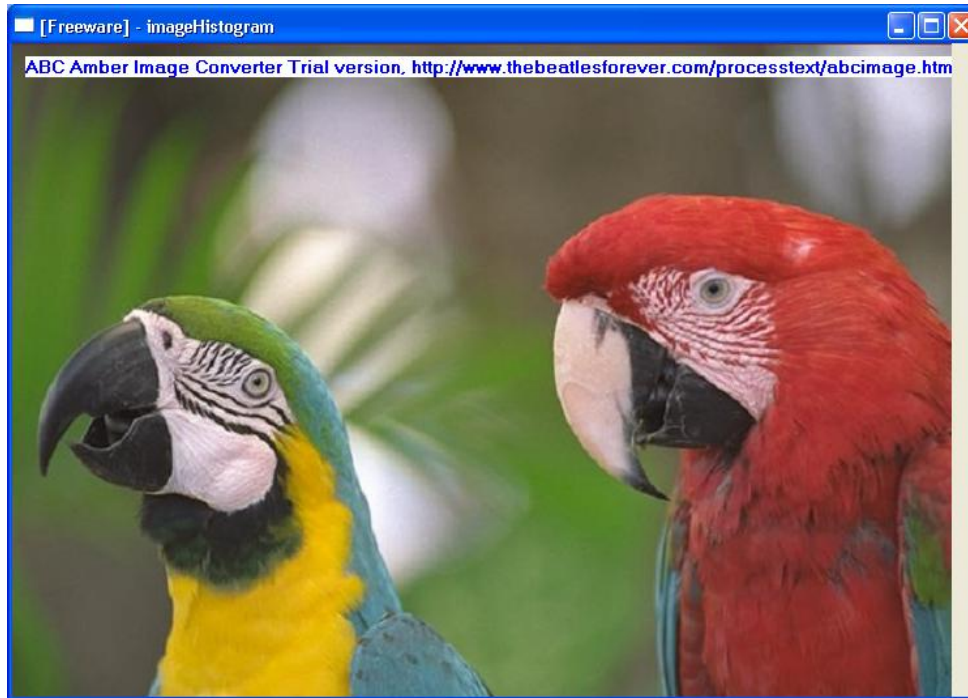 [Freeware] - imageHistogram
ABC Amber Image Converter Trial version, http://www.thebeatlesforever.com/processtext/abcimage.htm